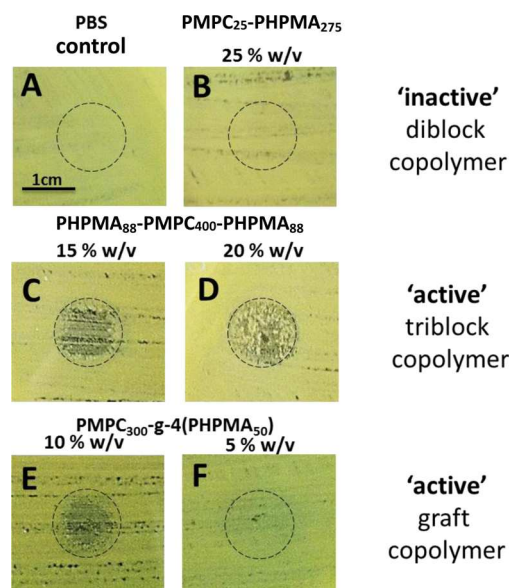 PBS PMPC₂₅-PHPMA₂₇₅
control 25 % w/v
A B
1cm
'inactive'
diblock
copolymer
PHPMA₈₈-PMPC₄₀₀-PHPMA₈₈
15 % w/v 20 % w/v
C D
'active'
triblock
copolymer
PMPC₃₀₀-g-4(PHPMA₅₀)
10 % w/v 5 % w/v
E F
'active'
graft
copolymer